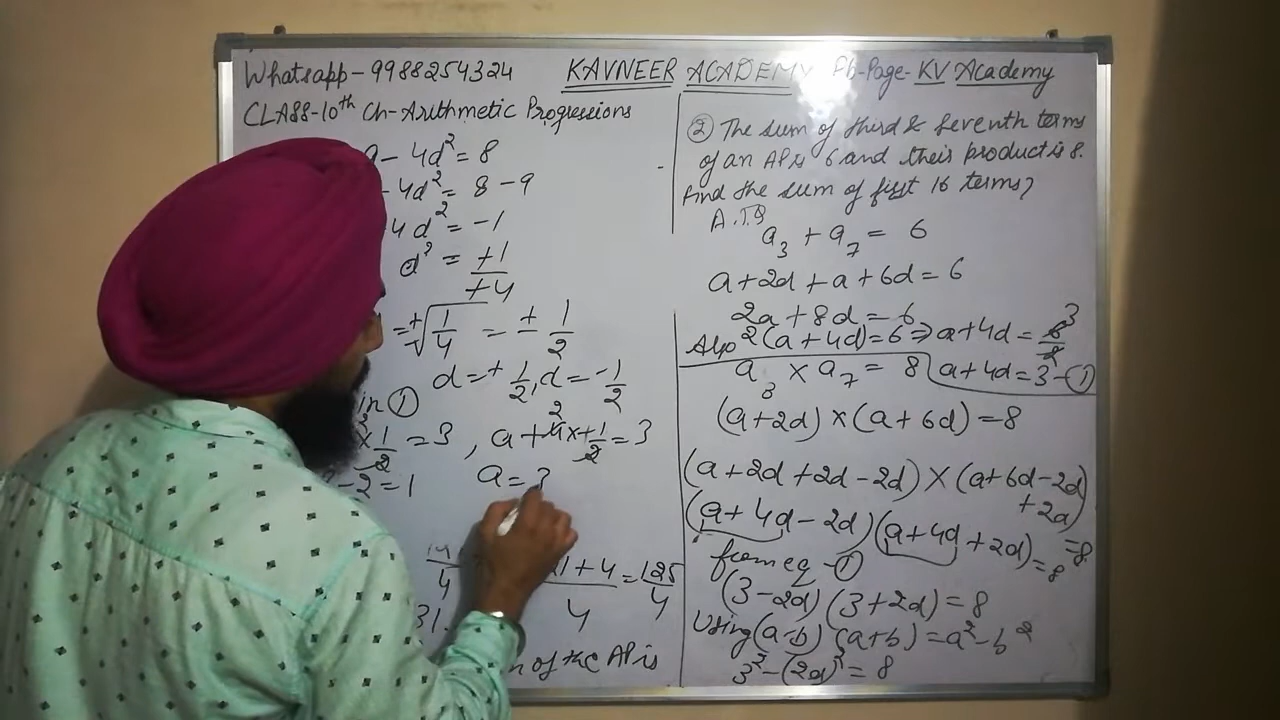 Whatsapp-9988254324 KAVNEER ACADEMY Fb-Page-KV Academy
CLASS-10th Ch-Arithmetic Progressions
- 4d² = 8
- 4d² = 8 - 9
4d² = -1
d² = +1/+4
= ±√1/4 = ± 1/2
d = + 1/2, d = - 1/2
in ①
× 1/2 = 3, a + 4 × + 1/2 = 3
- 2 = 1 a = 3
1 + 4/4 = 125/4
31.
of the AP is
② The sum of third & Seventh terms
of an AP is 6 and their product is 8.
Find the sum of first 16 terms?
A.T.Q
a₃ + a₇ = 6
a + 2d + a + 6d = 6
2a + 8d = 6
2(a + 4d) = 6 ⇒ a + 4d = 6/2 3
Also a₃ × a₇ = 8 a + 4d = 3 - ①
(a + 2d) × (a + 6d) = 8
(a + 2d + 2d - 2d) × (a + 6d - 2d
+ 2d) = 8
(a + 4d - 2d) (a + 4d + 2d) = 8
from eq - ①
(3 - 2d) (3 + 2d) = 8
Using (a-b) (a+b) = a² - b²
3² - (2d)² = 8